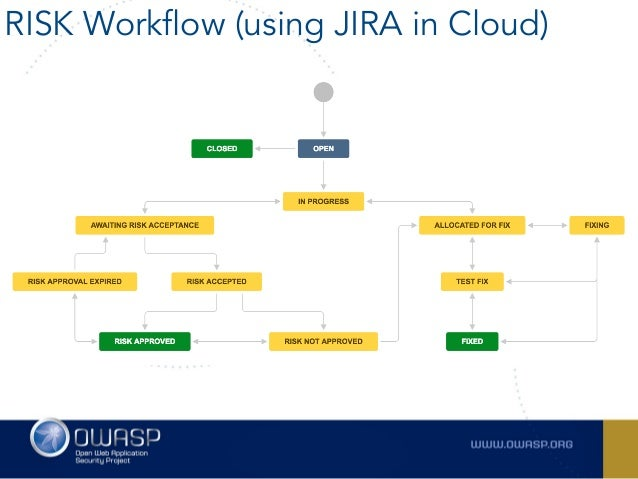 RISK Workflow (using JIRA in Cloud)
CLOSED
OPEN
IN PROGRESS
AWAITING RISK ACCEPTANCE
ALLOCATED FOR FIX
FIXING
RISK APPROVAL EXPIRED
RISK ACCEPTED
TEST FIX
RISK APPROVED
RISK NOT APPROVED
FIXED
OWASP
Open Web Application
Security Project
WWW.OWASP.ORG